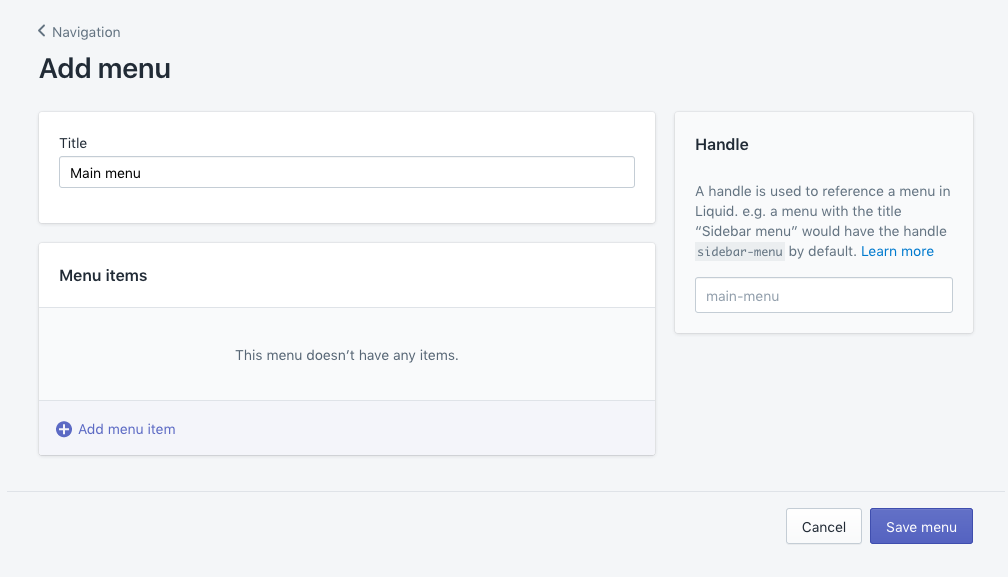 Navigation
Add menu
Title
Main menu
Menu items
This menu doesn’t have any items.
Add menu item
Handle
A handle is used to reference a menu in
Liquid. e.g. a menu with the title
“Sidebar menu” would have the handle
sidebar-menu by default. Learn more
main-menu
Cancel
Save menu